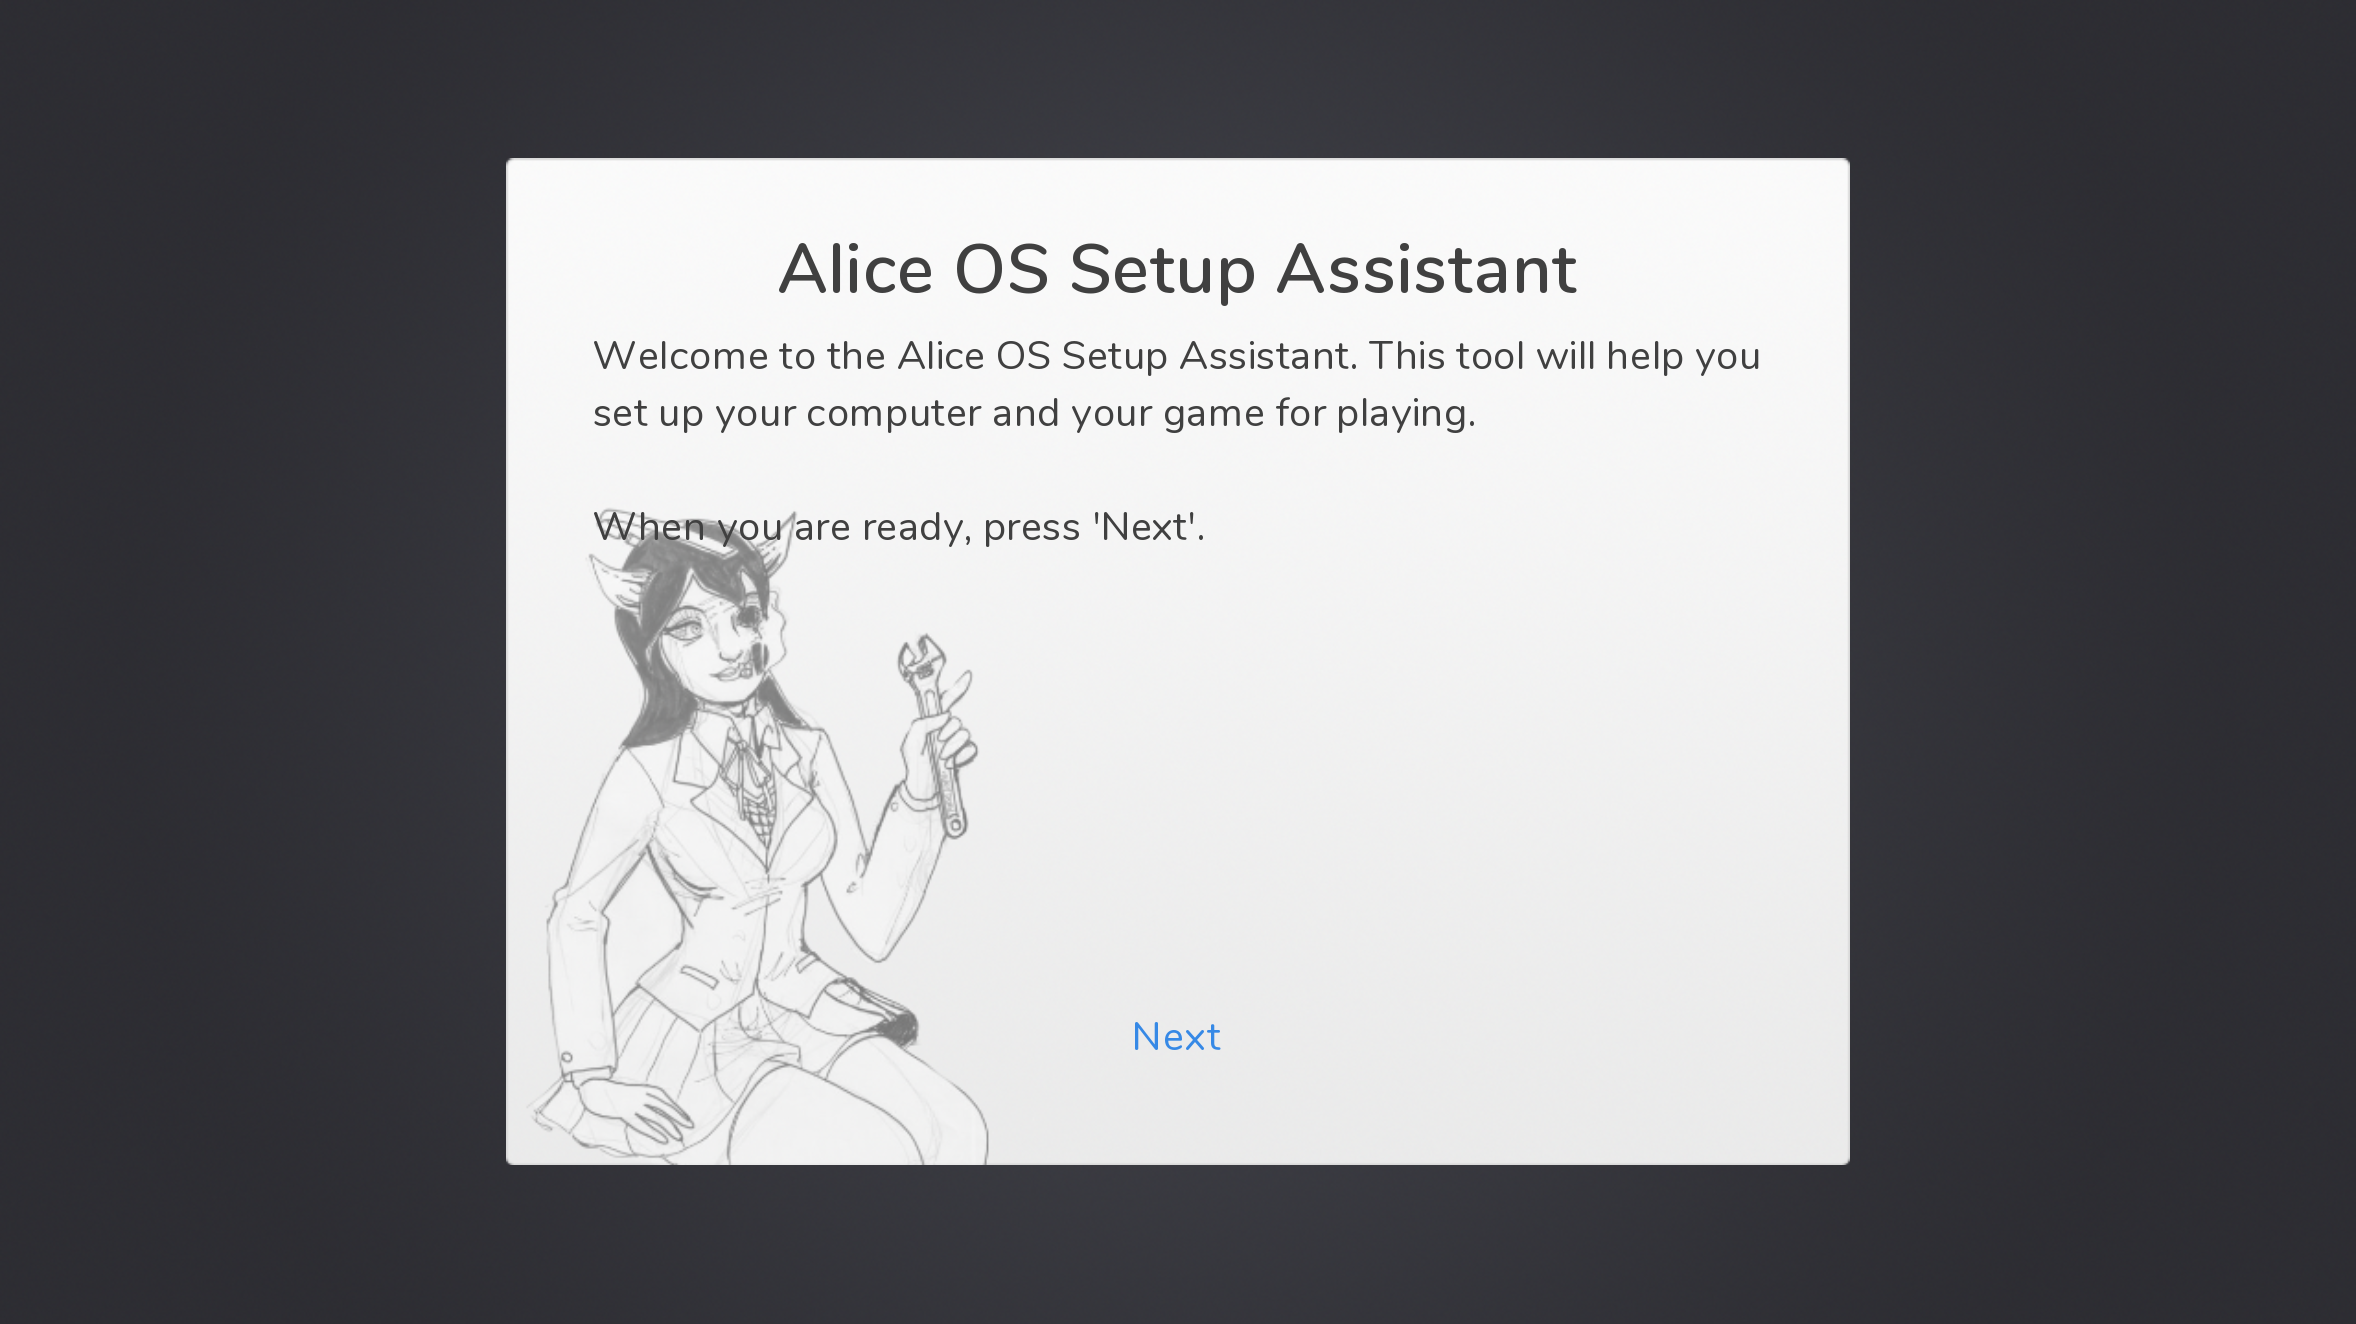 Alice OS Setup Assistant
Welcome to the Alice OS Setup Assistant. This tool will help you
set up your computer and your game for playing.
When you are ready, press 'Next'.
Next